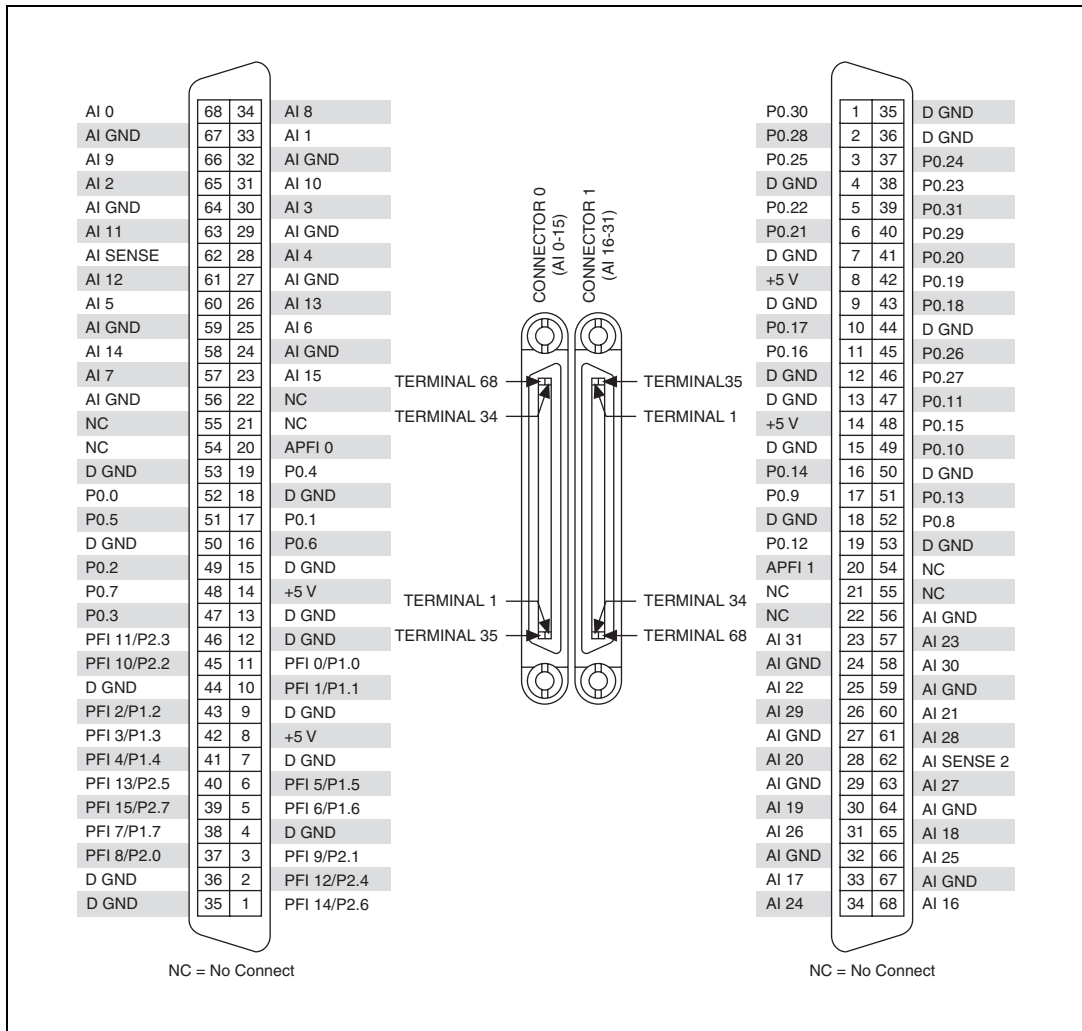 AI 0 68 34 AI 8
AI GND 67 33 AI 1
AI 9 66 32 AI GND
AI 2 65 31 AI 10
AI GND 64 30 AI 3
AI 11 63 29 AI GND
AI SENSE 62 28 AI 4
AI 12 61 27 AI GND
AI 5 60 26 AI 13
AI GND 59 25 AI 6
AI 14 58 24 AI GND
AI 7 57 23 AI 15
AI GND 56 22 NC
NC 55 21 NC
NC 54 20 APFI 0
D GND 53 19 P0.4
P0.0 52 18 D GND
P0.5 51 17 P0.1
D GND 50 16 P0.6
P0.2 49 15 D GND
P0.7 48 14 +5 V
P0.3 47 13 D GND
PFI 11/P2.3 46 12 D GND
PFI 10/P2.2 45 11 PFI 0/P1.0
D GND 44 10 PFI 1/P1.1
PFI 2/P1.2 43 9 D GND
PFI 3/P1.3 42 8 +5 V
PFI 4/P1.4 41 7 D GND
PFI 13/P2.5 40 6 PFI 5/P1.5
PFI 15/P2.7 39 5 PFI 6/P1.6
PFI 7/P1.7 38 4 D GND
PFI 8/P2.0 37 3 PFI 9/P2.1
D GND 36 2 PFI 12/P2.4
D GND 35 1 PFI 14/P2.6
NC = No Connect
CONNECTOR 0
(AI 0-15)
CONNECTOR 1
(AI 16-31)
TERMINAL 68
TERMINAL35
TERMINAL 34
TERMINAL 1
TERMINAL 1
TERMINAL 34
TERMINAL 35
TERMINAL 68
P0.30 1 35 D GND
P0.28 2 36 D GND
P0.25 3 37 P0.24
D GND 4 38 P0.23
P0.22 5 39 P0.31
P0.21 6 40 P0.29
D GND 7 41 P0.20
+5 V 8 42 P0.19
D GND 9 43 P0.18
P0.17 10 44 D GND
P0.16 11 45 P0.26
D GND 12 46 P0.27
D GND 13 47 P0.11
+5 V 14 48 P0.15
D GND 15 49 P0.10
P0.14 16 50 D GND
P0.9 17 51 P0.13
D GND 18 52 P0.8
P0.12 19 53 D GND
APFI 1 20 54 NC
NC 21 55 NC
NC 22 56 AI GND
AI 31 23 57 AI 23
AI GND 24 58 AI 30
AI 22 25 59 AI GND
AI 29 26 60 AI 21
AI GND 27 61 AI 28
AI 20 28 62 AI SENSE 2
AI GND 29 63 AI 27
AI 19 30 64 AI GND
AI 26 31 65 AI 18
AI GND 32 66 AI 25
AI 17 33 67 AI GND
AI 24 34 68 AI 16
NC = No Connect